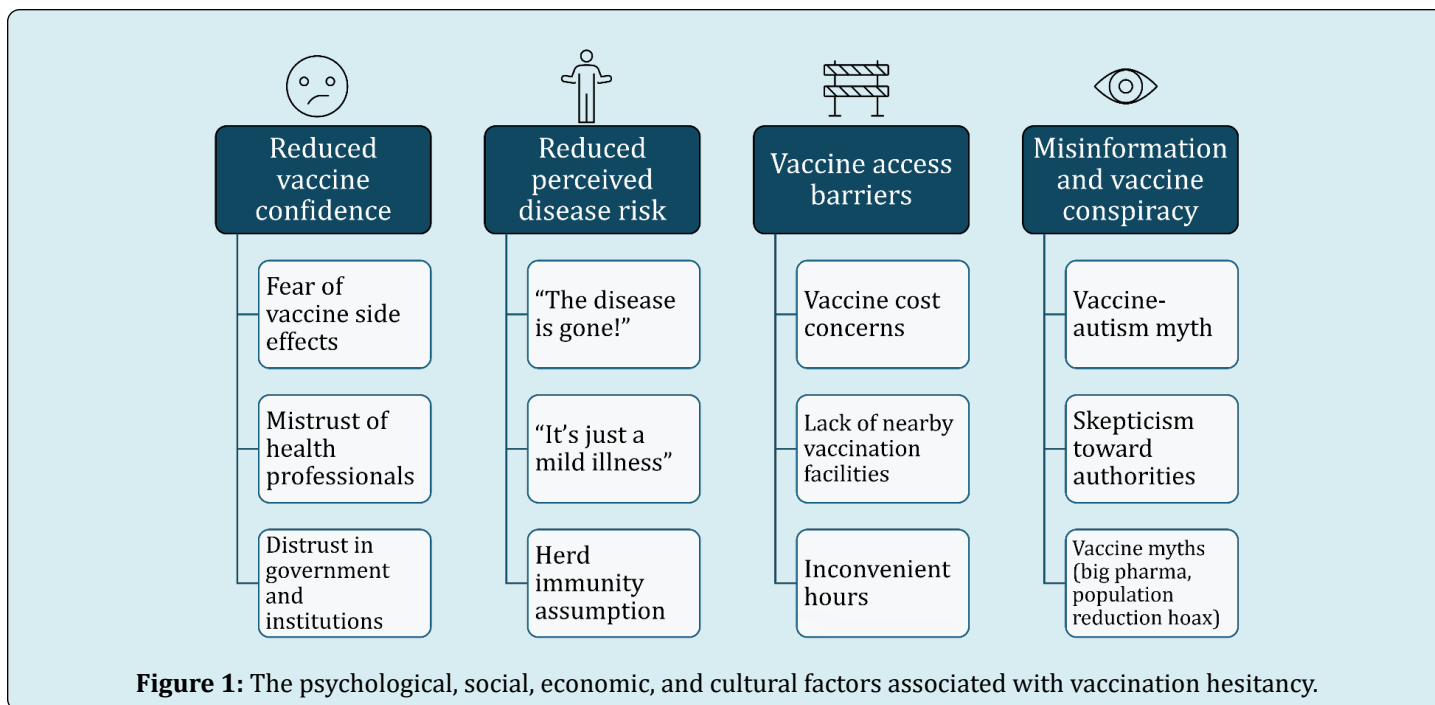 Reduced
vaccine
confidence
Fear of
vaccine side
effects
Mistrust of
health
professionals
Distrust in
government
and
institutions
Reduced
perceived
disease risk
“The disease
is gone!”
“It’s just a
mild illness”
Herd
immunity
assumption
Vaccine access
barriers
Vaccine cost
concerns
Lack of nearby
vaccination
facilities
Inconvenient
hours
Misinformation
and vaccine
conspiracy
Vaccine-
autism myth
Skepticism
toward
authorities
Vaccine myths
(big pharma,
population
reduction hoax)
Figure 1: The psychological, social, economic, and cultural factors associated with vaccination hesitancy.